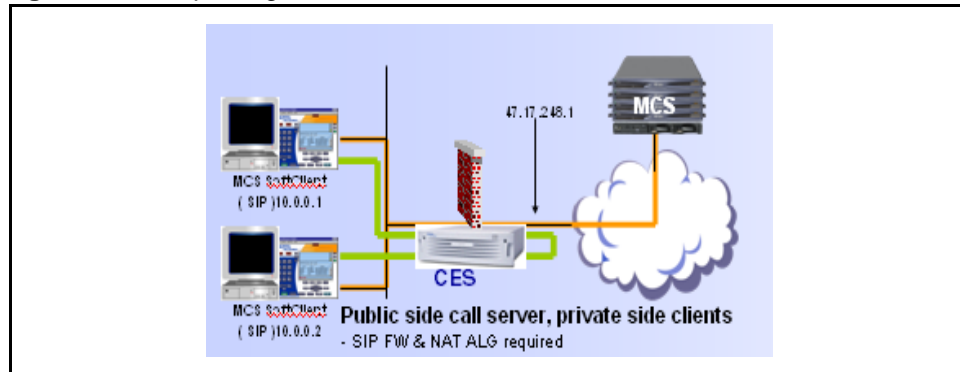 47.17.248.1
MCS
MCS SoftClient
( SIP )10.0.0.1
CES
MCS SoftClient
( SIP )10.0.0.2
Public side call server, private side clients
- SIP FW & NAT ALG required